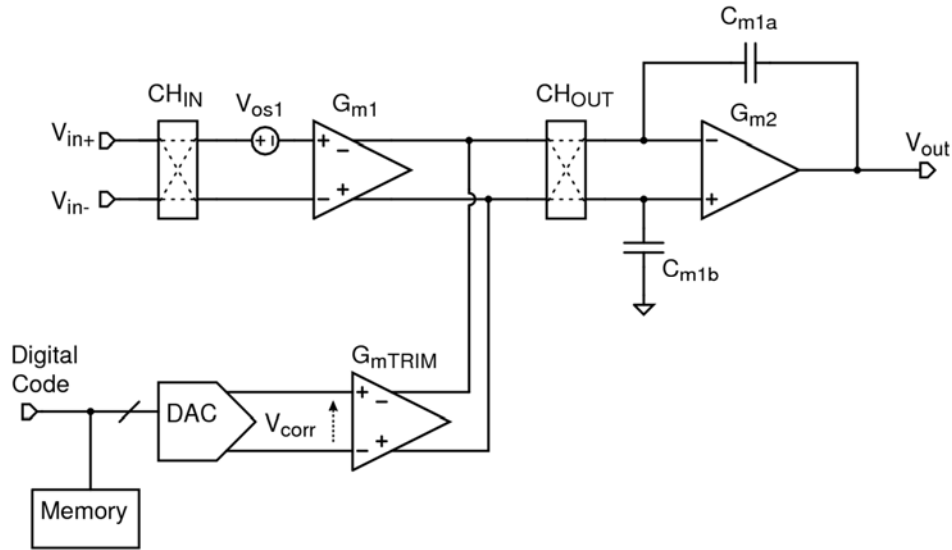 C_m1a
CH_IN
V_os1
G_m1
CH_OUT
G_m2
V_in+
+ -
+
-
-
V_out
V_in-
-
+
+
C_m1b
Digital
Code
G_mTRIM
DAC
V_corr
+
-
-
+
Memory